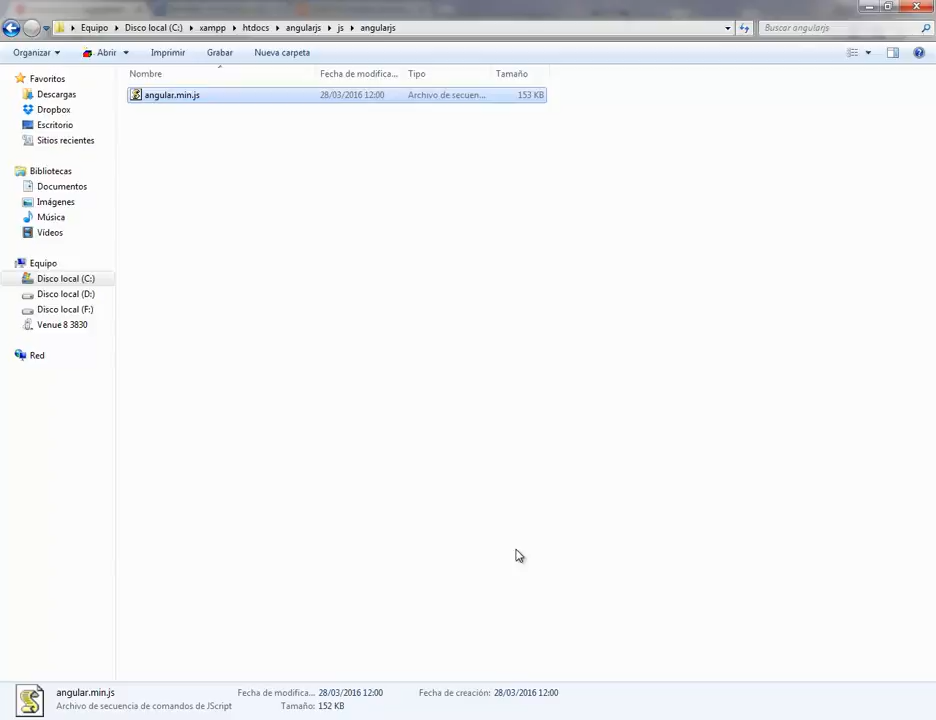 Equipo ▸ Disco local (C:) ▸ xampp ▸ htdocs ▸ angularjs ▸ js ▸ angularjs
Buscar angularjs
Organizar Abrir Imprimir Grabar Nueva carpeta
Nombre Fecha de modifica... Tipo Tamaño
angular.min.js 28/03/2016 12:00 Archivo de secuen... 153 KB
Favoritos
Descargas
Dropbox
Escritorio
Sitios recientes
Bibliotecas
Documentos
Imágenes
Música
Vídeos
Equipo
Disco local (C:)
Disco local (D:)
Disco local (F:)
Venue 8 3830
Red
angular.min.js Fecha de modifica... 28/03/2016 12:00 Fecha de creación: 28/03/2016 12:00
Archivo de secuencia de comandos de JScript Tamaño: 152 KB